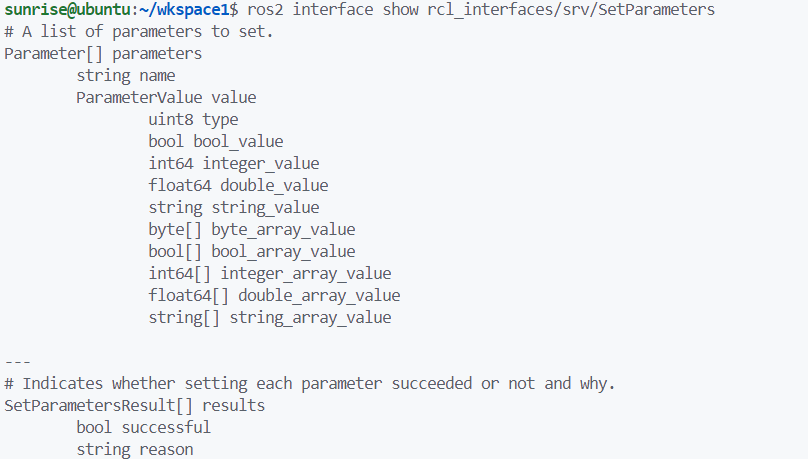 sunrise@ubuntu:~/wkspace1$ ros2 interface show rcl_interfaces/srv/SetParameters
# A list of parameters to set.
Parameter[] parameters
        string name
        ParameterValue value
                uint8 type
                bool bool_value
                int64 integer_value
                float64 double_value
                string string_value
                byte[] byte_array_value
                bool[] bool_array_value
                int64[] integer_array_value
                float64[] double_array_value
                string[] string_array_value

---
# Indicates whether setting each parameter succeeded or not and why.
SetParametersResult[] results
        bool successful
        string reason